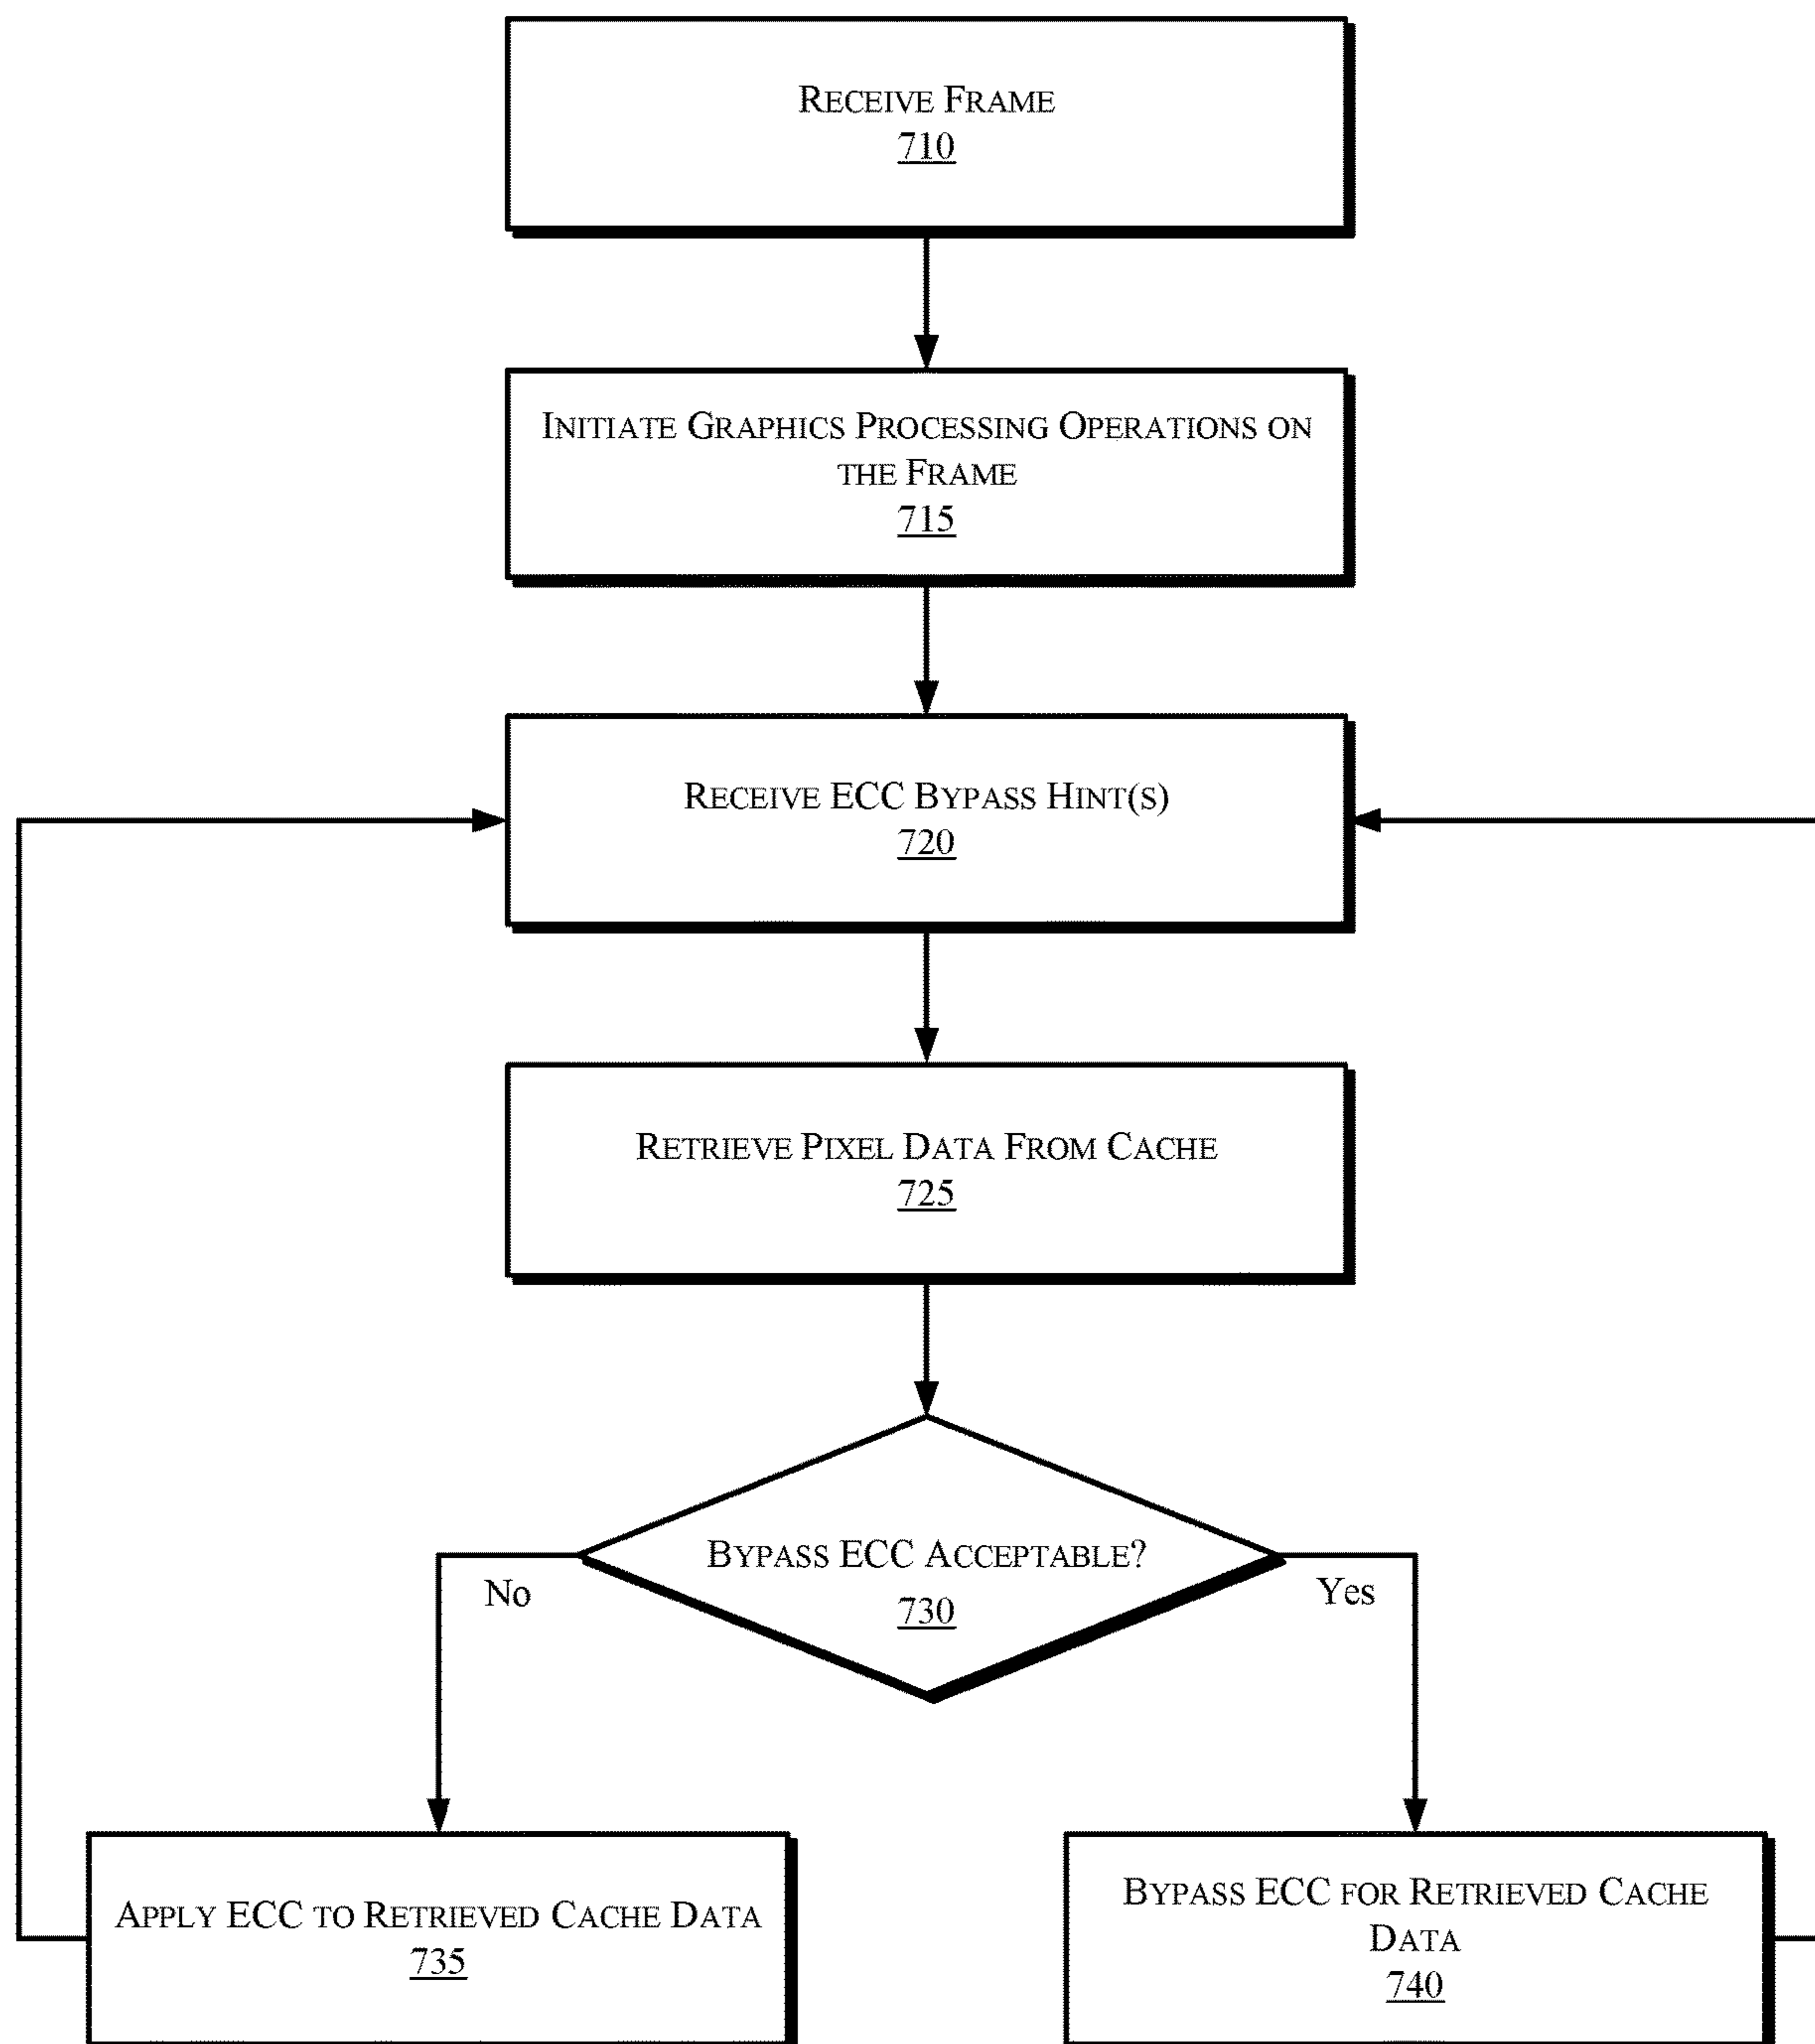 RECEIVE FRAME
710
INITIATE GRAPHICS PROCESSING OPERATIONS ON
THE FRAME
715
RECEIVE ECC BYPASS HINT(S)
720
RETRIEVE PIXEL DATA FROM CACHE
725
BYPASS ECC ACCEPTABLE?
730
No
Yes
APPLY ECC TO RETRIEVED CACHE DATA
735
BYPASS ECC FOR RETRIEVED CACHE
DATA
740